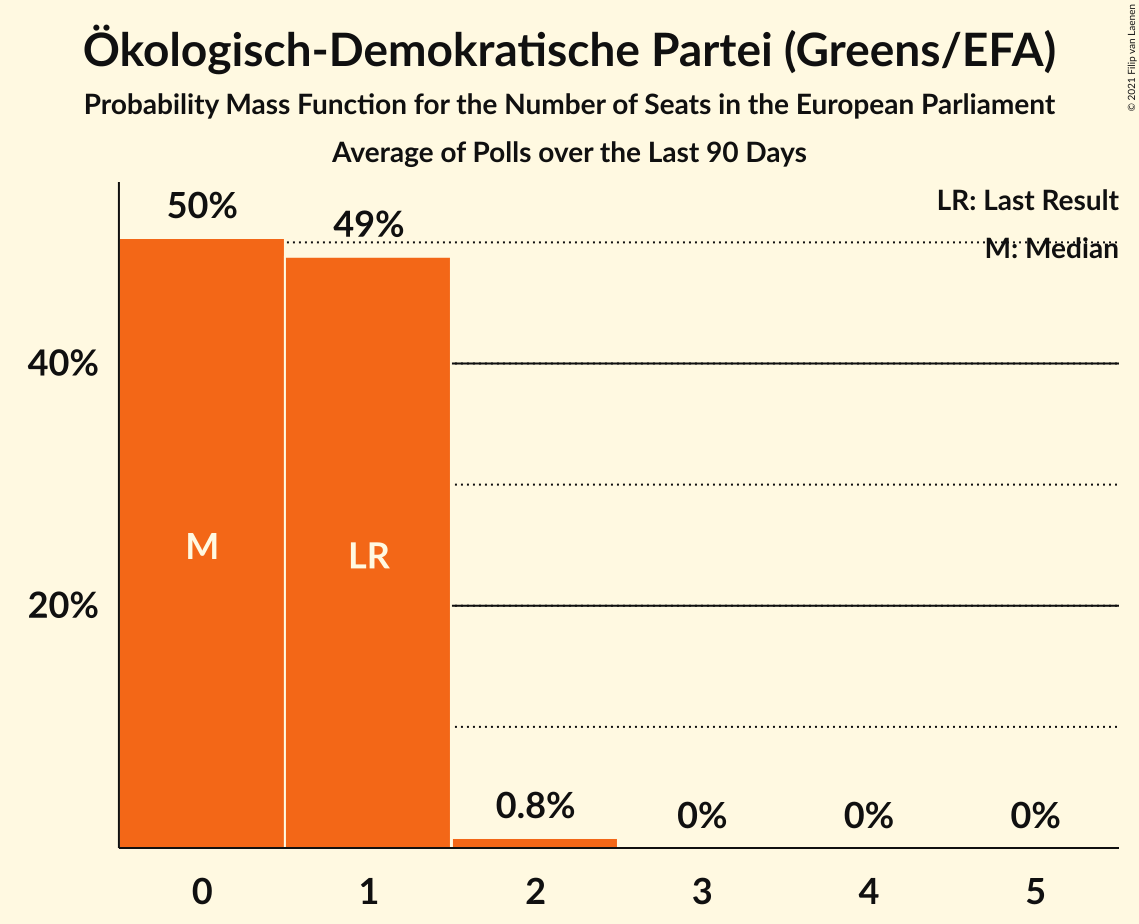 Ökologisch-Demokratische Partei (Greens/EFA)
Probability Mass Function for the Number of Seats in the European Parliament
Average of Polls over the Last 90 Days
© 2021 Filip van Laenen
LR: Last Result
M: Median
50%
49%
40%
20%
M
LR
0.8%
0%
0%
0%
0
1
2
3
4
5